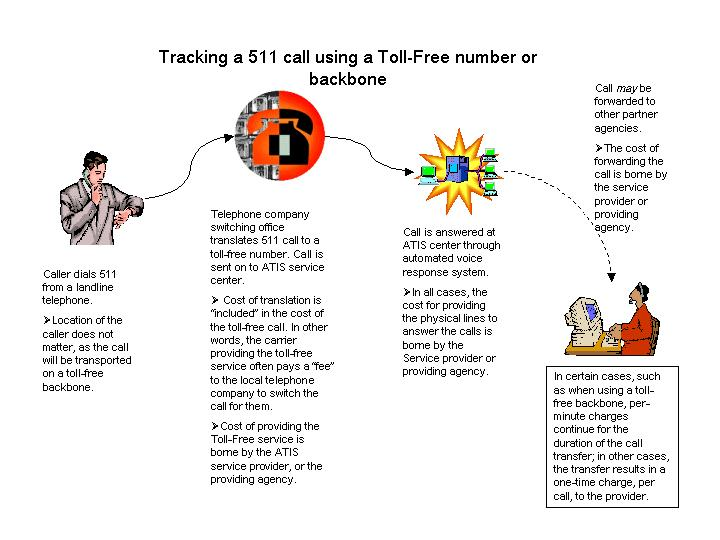 Tracking a 511 call using a Toll-Free number or
backbone
Caller dials 511
from a landline
telephone.
➢Location of the
caller does not
matter, as the call
will be transported
on a toll-free
backbone.
Telephone company
switching office
translates 511 call to a
toll-free number. Call is
sent on to ATIS service
center.
➢ Cost of translation is
“included” in the cost of
the toll-free call. In other
words, the carrier
providing the toll-free
service often pays a “fee”
to the local telephone
company to switch the
call for them.
➢Cost of providing the
Toll-Free service is
borne by the ATIS
service provider, or the
providing agency.
Call is answered at
ATIS center through
automated voice
response system.
➢In all cases, the
cost for providing
the physical lines to
answer the calls is
borne by the
Service provider or
providing agency.
Call may be
forwarded to
other partner
agencies.
➢The cost of
forwarding the
call is borne by
the service
provider or
providing
agency.
In certain cases, such
as when using a toll-
free backbone, per-
minute charges
continue for the
duration of the call
transfer; in other cases,
the transfer results in a
one-time charge, per
call, to the provider.